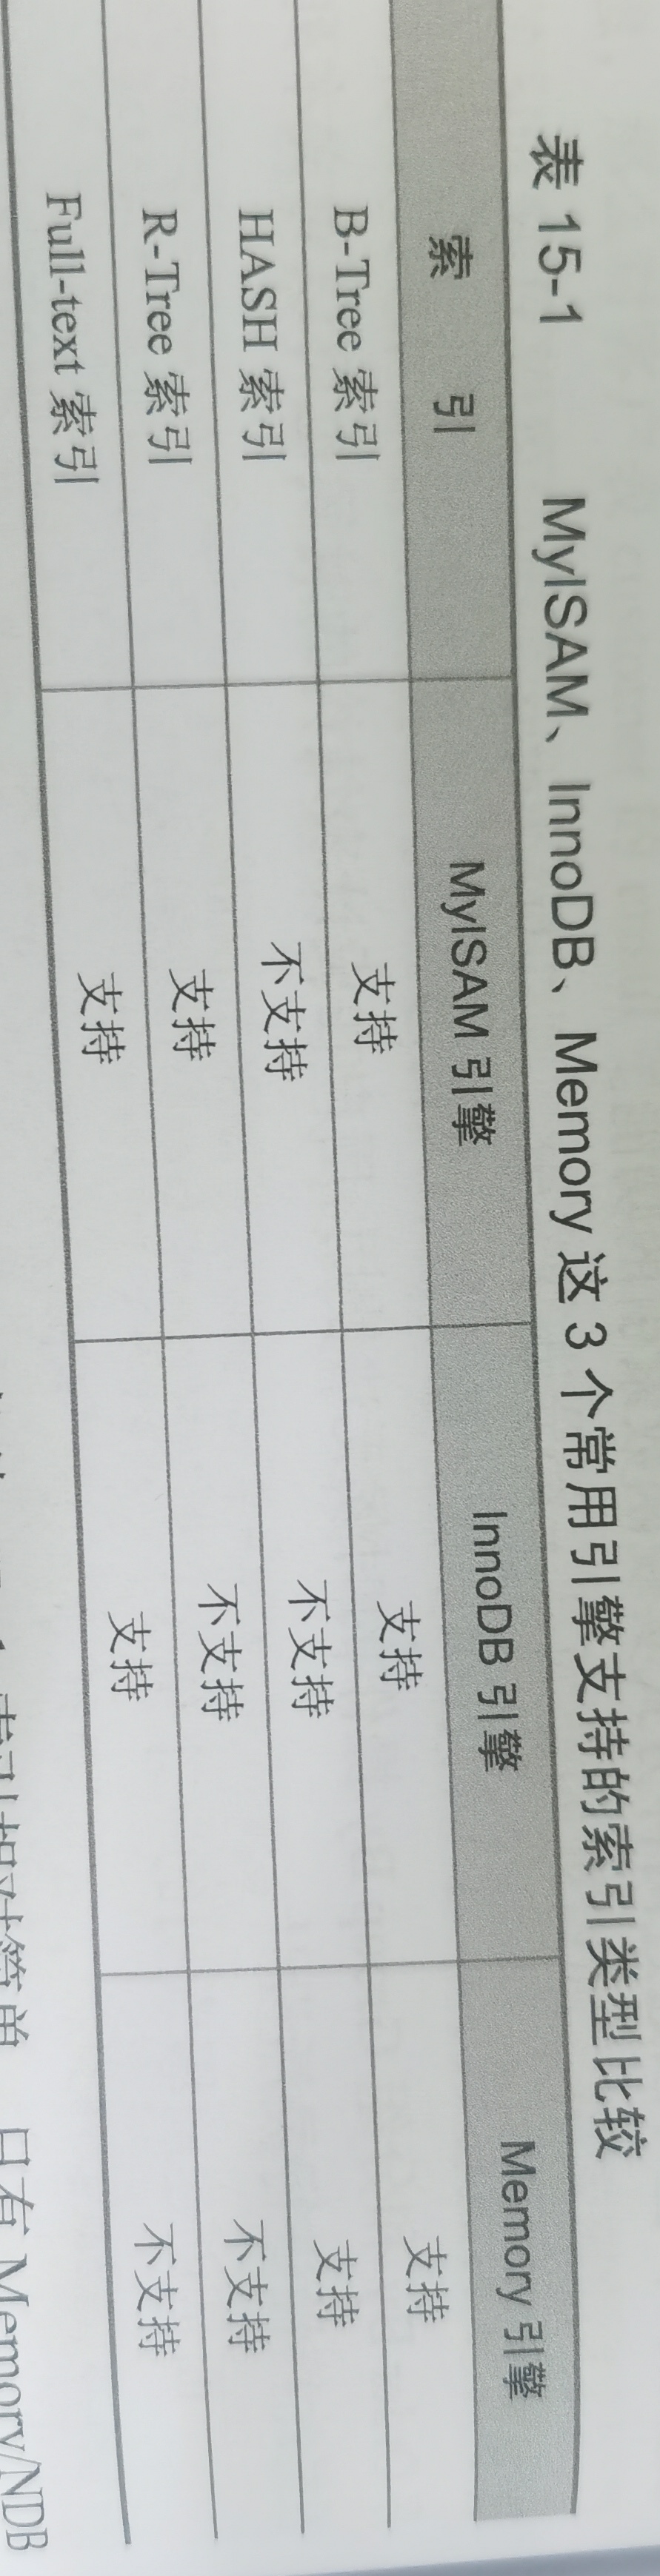 表 15-1 MyISAM、InnoDB、Memory 这 3 个常用引擎支持的索引类型比较
索 引 MyISAM 引擎 InnoDB 引擎 Memory 引擎
B-Tree 索引 支持 支持 支持
HASH 索引 不支持 不支持 支持
R-Tree 索引 支持 不支持 不支持
Full-text 索引 支持 支持 不支持
索引相对简单，只有 Memory/NDB